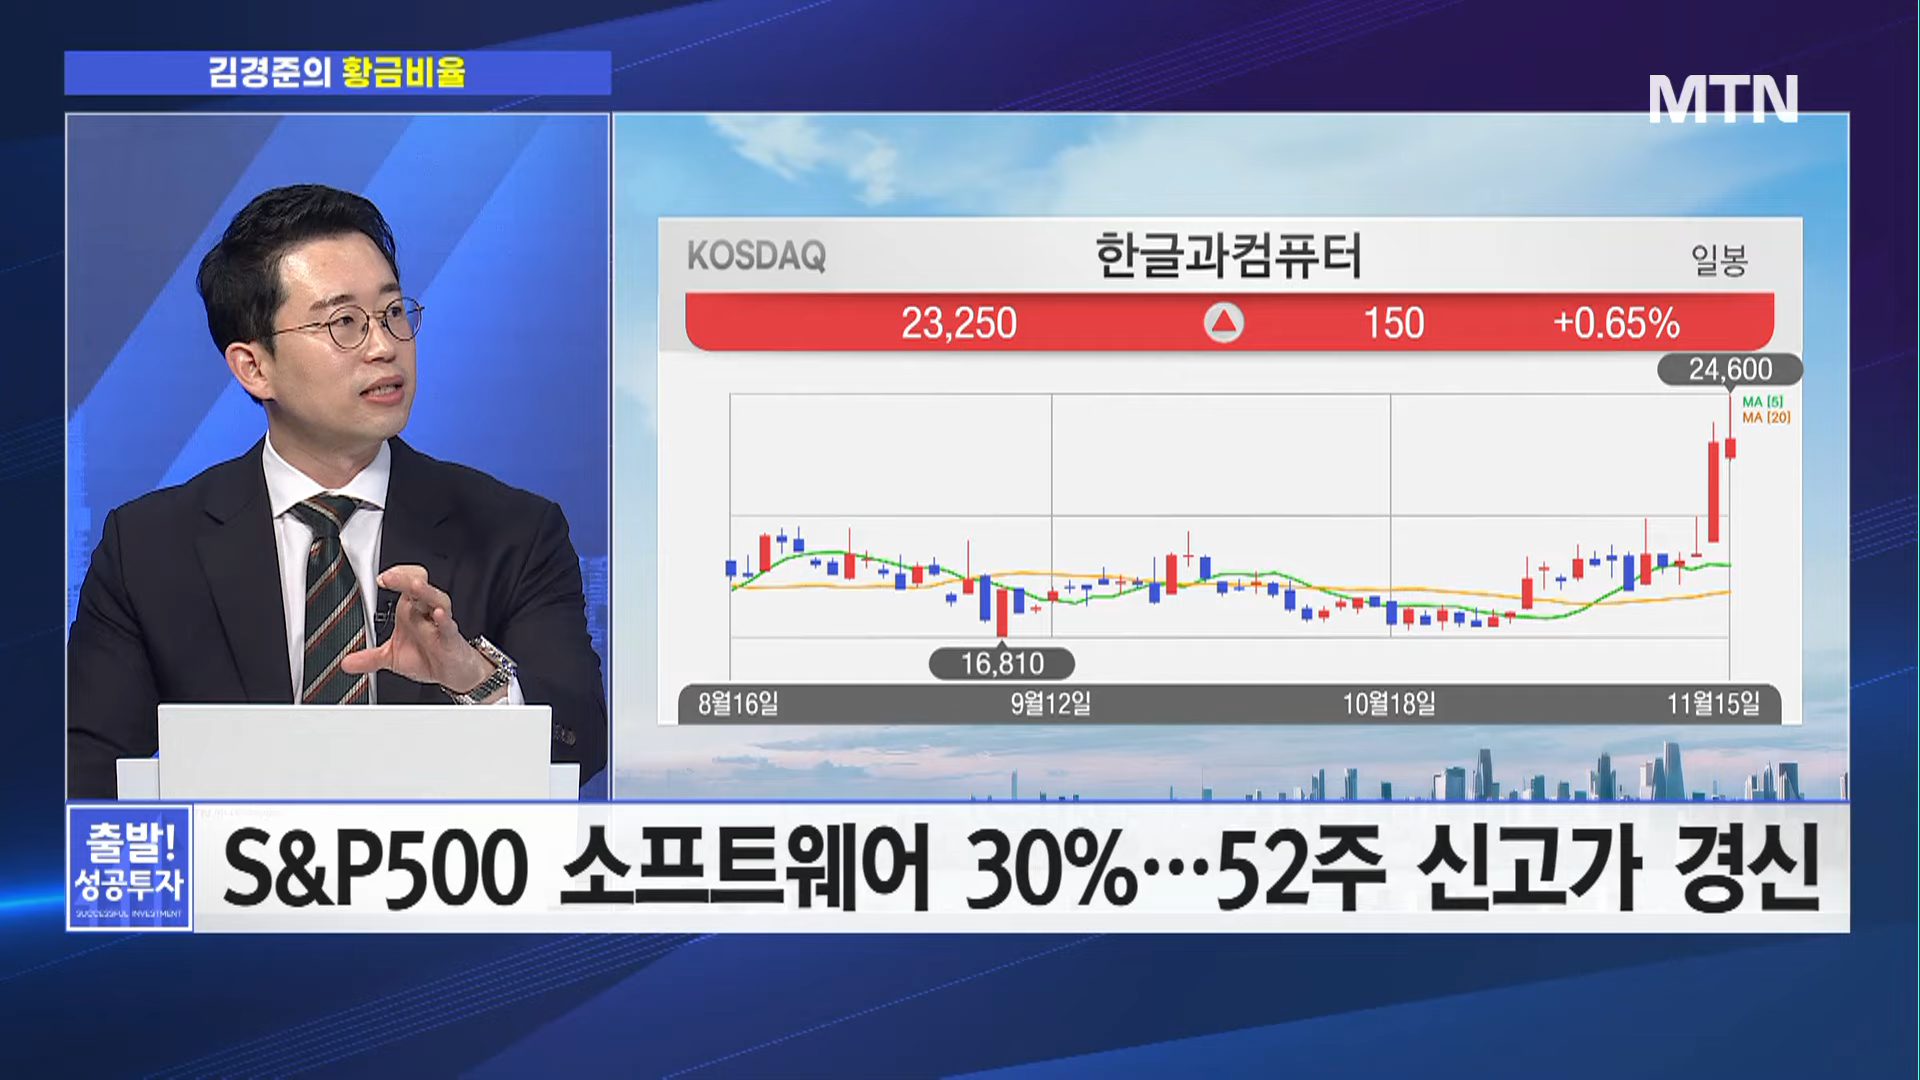 김경준의 황금비율
MTN
KOSDAQ 한글과컴퓨터 일봉
23,250 150 +0.65%
24,600
MA [5]
MA [20]
16,810
8월16일 9월12일 10월18일 11월15일
출발!
성공투자
SUCCESSFUL INVESTMENT
S&P500 소프트웨어 30%…52주 신고가 경신